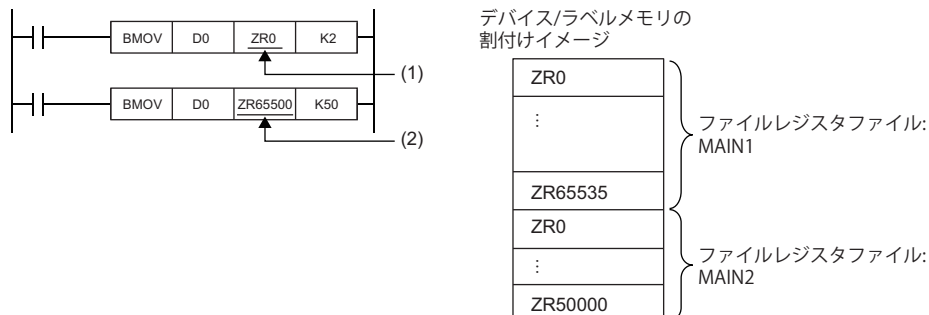 BMOV D0 ZR0 K2
(1)
BMOV D0 ZR65500 K50
(2)
デバイス/ラベルメモリの
割付けイメージ
ZR0
⋮
ZR65535
ファイルレジスタファイル:
MAIN1
ZR0
⋮
ZR50000
ファイルレジスタファイル:
MAIN2